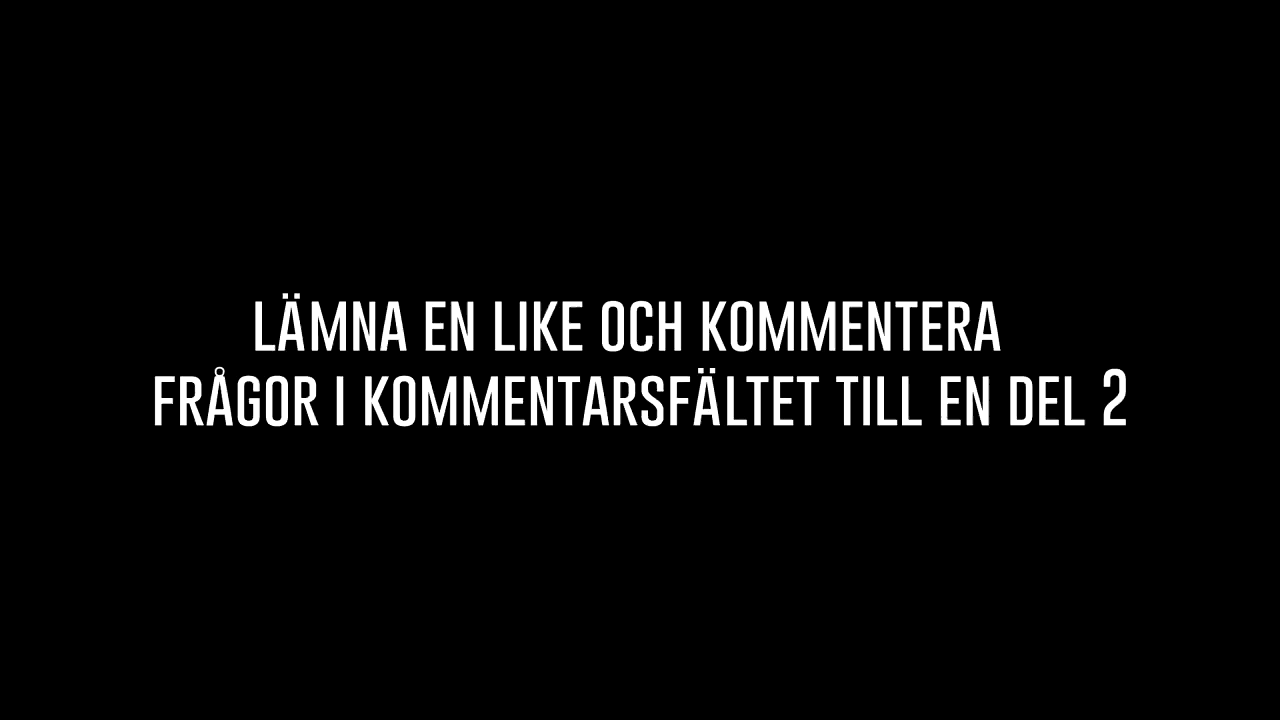 LÄMNA EN LIKE OCH KOMMENTERA
FRÅGOR I KOMMENTARSFÄLTET TILL EN DEL 2